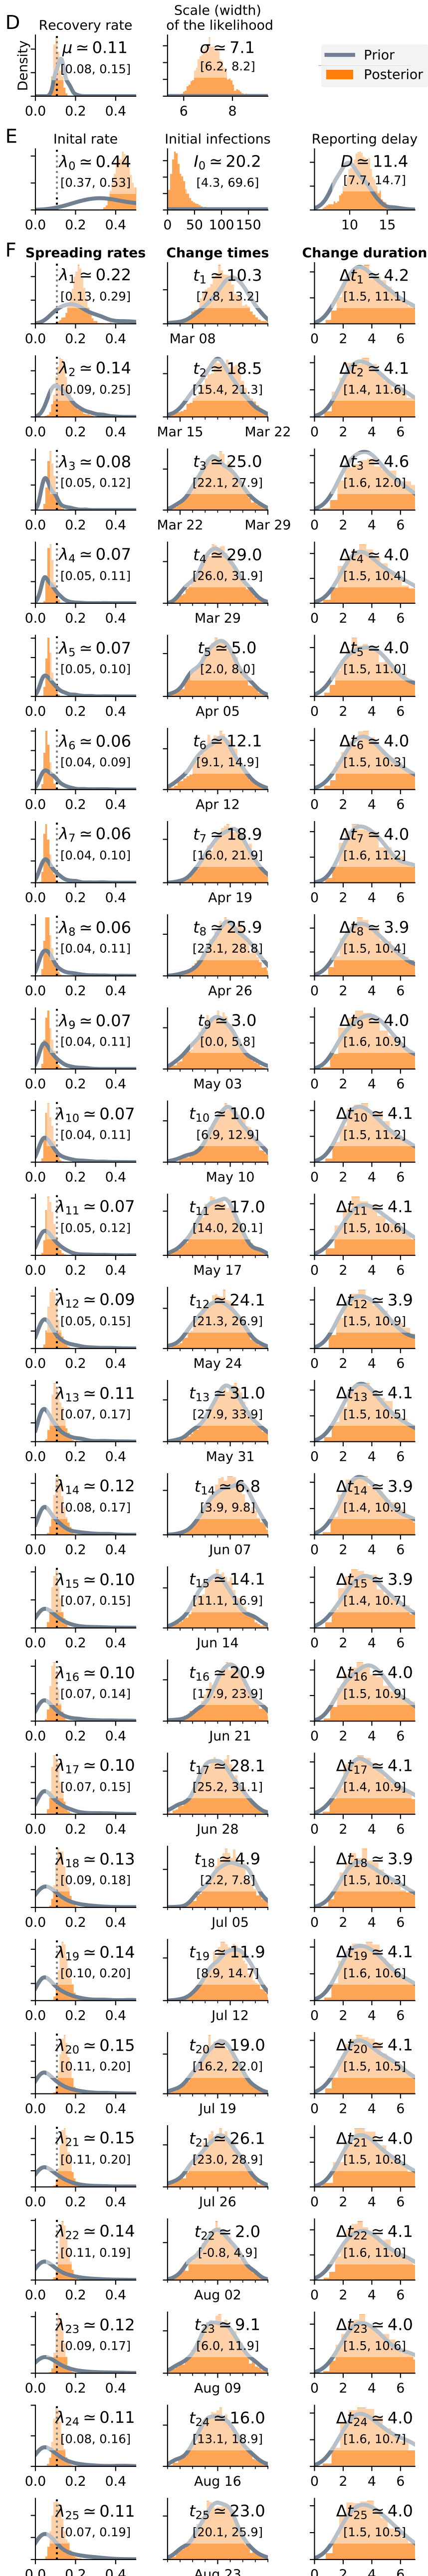 D
Recovery rate
Scale (width)
of the likelihood
Density
μ ≃ 0.11
[0.08, 0.15]
σ ≃ 7.1
[6.2, 8.2]
Prior
Posterior
0.0 0.2 0.4
6 8
E
Inital rate
Initial infections
Reporting delay
λ0 ≃ 0.44
[0.37, 0.53]
I0 ≃ 20.2
[4.3, 69.6]
D ≃ 11.4
[7.7, 14.7]
0.0 0.2 0.4
0 50 100 150
10 15
F
Spreading rates
Change times
Change duration
λ1 ≃ 0.22
[0.13, 0.29]
t1 ≃ 10.3
[7.8, 13.2]
Δt1 ≃ 4.2
[1.5, 11.1]
0.0 0.2 0.4
Mar 08
0 2 4 6
λ2 ≃ 0.14
[0.09, 0.25]
t2 ≃ 18.5
[15.4, 21.3]
Δt2 ≃ 4.1
[1.4, 11.6]
0.0 0.2 0.4
Mar 15 Mar 22
0 2 4 6
λ3 ≃ 0.08
[0.05, 0.12]
t3 ≃ 25.0
[22.1, 27.9]
Δt3 ≃ 4.6
[1.6, 12.0]
0.0 0.2 0.4
Mar 22 Mar 29
0 2 4 6
λ4 ≃ 0.07
[0.05, 0.11]
t4 ≃ 29.0
[26.0, 31.9]
Δt4 ≃ 4.0
[1.5, 10.4]
0.0 0.2 0.4
Mar 29
0 2 4 6
λ5 ≃ 0.07
[0.05, 0.10]
t5 ≃ 5.0
[2.0, 8.0]
Δt5 ≃ 4.0
[1.5, 11.0]
0.0 0.2 0.4
Apr 05
0 2 4 6
λ6 ≃ 0.06
[0.04, 0.09]
t6 ≃ 12.1
[9.1, 14.9]
Δt6 ≃ 4.0
[1.5, 10.3]
0.0 0.2 0.4
Apr 12
0 2 4 6
λ7 ≃ 0.06
[0.04, 0.10]
t7 ≃ 18.9
[16.0, 21.9]
Δt7 ≃ 4.0
[1.6, 11.2]
0.0 0.2 0.4
Apr 19
0 2 4 6
λ8 ≃ 0.06
[0.04, 0.11]
t8 ≃ 25.9
[23.1, 28.8]
Δt8 ≃ 3.9
[1.5, 10.4]
0.0 0.2 0.4
Apr 26
0 2 4 6
λ9 ≃ 0.07
[0.04, 0.11]
t9 ≃ 3.0
[0.0, 5.8]
Δt9 ≃ 4.0
[1.6, 10.9]
0.0 0.2 0.4
May 03
0 2 4 6
λ10 ≃ 0.07
[0.04, 0.11]
t10 ≃ 10.0
[6.9, 12.9]
Δt10 ≃ 4.1
[1.5, 11.2]
0.0 0.2 0.4
May 10
0 2 4 6
λ11 ≃ 0.07
[0.05, 0.12]
t11 ≃ 17.0
[14.0, 20.1]
Δt11 ≃ 4.1
[1.5, 10.6]
0.0 0.2 0.4
May 17
0 2 4 6
λ12 ≃ 0.09
[0.05, 0.15]
t12 ≃ 24.1
[21.3, 26.9]
Δt12 ≃ 3.9
[1.5, 10.9]
0.0 0.2 0.4
May 24
0 2 4 6
λ13 ≃ 0.11
[0.07, 0.17]
t13 ≃ 31.0
[27.9, 33.9]
Δt13 ≃ 4.1
[1.5, 10.5]
0.0 0.2 0.4
May 31
0 2 4 6
λ14 ≃ 0.12
[0.08, 0.17]
t14 ≃ 6.8
[3.9, 9.8]
Δt14 ≃ 3.9
[1.4, 10.9]
0.0 0.2 0.4
Jun 07
0 2 4 6
λ15 ≃ 0.10
[0.07, 0.15]
t15 ≃ 14.1
[11.1, 16.9]
Δt15 ≃ 3.9
[1.4, 10.7]
0.0 0.2 0.4
Jun 14
0 2 4 6
λ16 ≃ 0.10
[0.07, 0.14]
t16 ≃ 20.9
[17.9, 23.9]
Δt16 ≃ 4.0
[1.5, 10.9]
0.0 0.2 0.4
Jun 21
0 2 4 6
λ17 ≃ 0.10
[0.07, 0.15]
t17 ≃ 28.1
[25.2, 31.1]
Δt17 ≃ 4.1
[1.4, 10.9]
0.0 0.2 0.4
Jun 28
0 2 4 6
λ18 ≃ 0.13
[0.09, 0.18]
t18 ≃ 4.9
[2.2, 7.8]
Δt18 ≃ 3.9
[1.5, 10.3]
0.0 0.2 0.4
Jul 05
0 2 4 6
λ19 ≃ 0.14
[0.10, 0.20]
t19 ≃ 11.9
[8.9, 14.7]
Δt19 ≃ 4.1
[1.6, 10.6]
0.0 0.2 0.4
Jul 12
0 2 4 6
λ20 ≃ 0.15
[0.11, 0.20]
t20 ≃ 19.0
[16.2, 22.0]
Δt20 ≃ 4.1
[1.5, 10.5]
0.0 0.2 0.4
Jul 19
0 2 4 6
λ21 ≃ 0.15
[0.11, 0.20]
t21 ≃ 26.1
[23.0, 28.9]
Δt21 ≃ 4.0
[1.5, 10.8]
0.0 0.2 0.4
Jul 26
0 2 4 6
λ22 ≃ 0.14
[0.11, 0.19]
t22 ≃ 2.0
[-0.8, 4.9]
Δt22 ≃ 4.1
[1.6, 11.0]
0.0 0.2 0.4
Aug 02
0 2 4 6
λ23 ≃ 0.12
[0.09, 0.17]
t23 ≃ 9.1
[6.0, 11.9]
Δt23 ≃ 4.0
[1.5, 10.6]
0.0 0.2 0.4
Aug 09
0 2 4 6
λ24 ≃ 0.11
[0.08, 0.16]
t24 ≃ 16.0
[13.1, 18.9]
Δt24 ≃ 4.0
[1.6, 10.7]
0.0 0.2 0.4
Aug 16
0 2 4 6
λ25 ≃ 0.11
[0.07, 0.19]
t25 ≃ 23.0
[20.1, 25.9]
Δt25 ≃ 4.0
[1.5, 10.5]
0.0 0.2 0.4
Aug 23
0 2 4 6